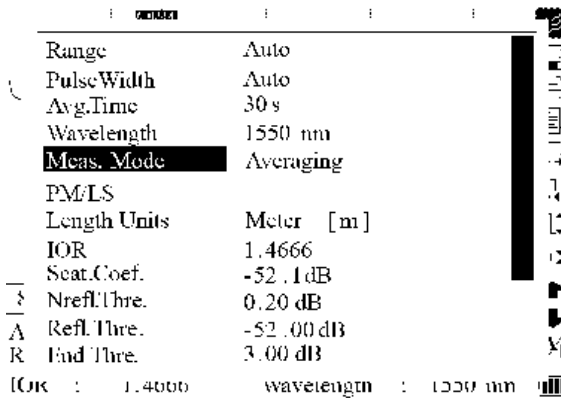 Range Auto
PulseWidth Auto
Avg.Time 30 s
Wavelength 1550 nm
Meas. Mode Averaging
PM/LS
Length Units Meter [m]
IOR 1.4666
Scat.Coef. -52.1dB
Nrefl.Thre. 0.20 dB
A Refl.Thre. -52.00dB
R End Thre. 3.00 dB
IOR : 1.4666 wavelength : 1550 nm